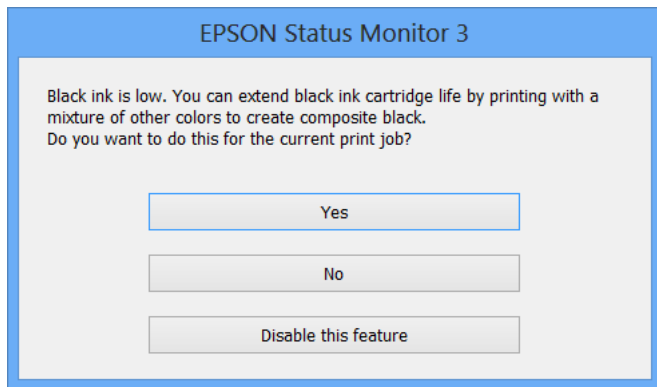 EPSON Status Monitor 3
Black ink is low. You can extend black ink cartridge life by printing with a
mixture of other colors to create composite black.
Do you want to do this for the current print job?
Yes
No
Disable this feature